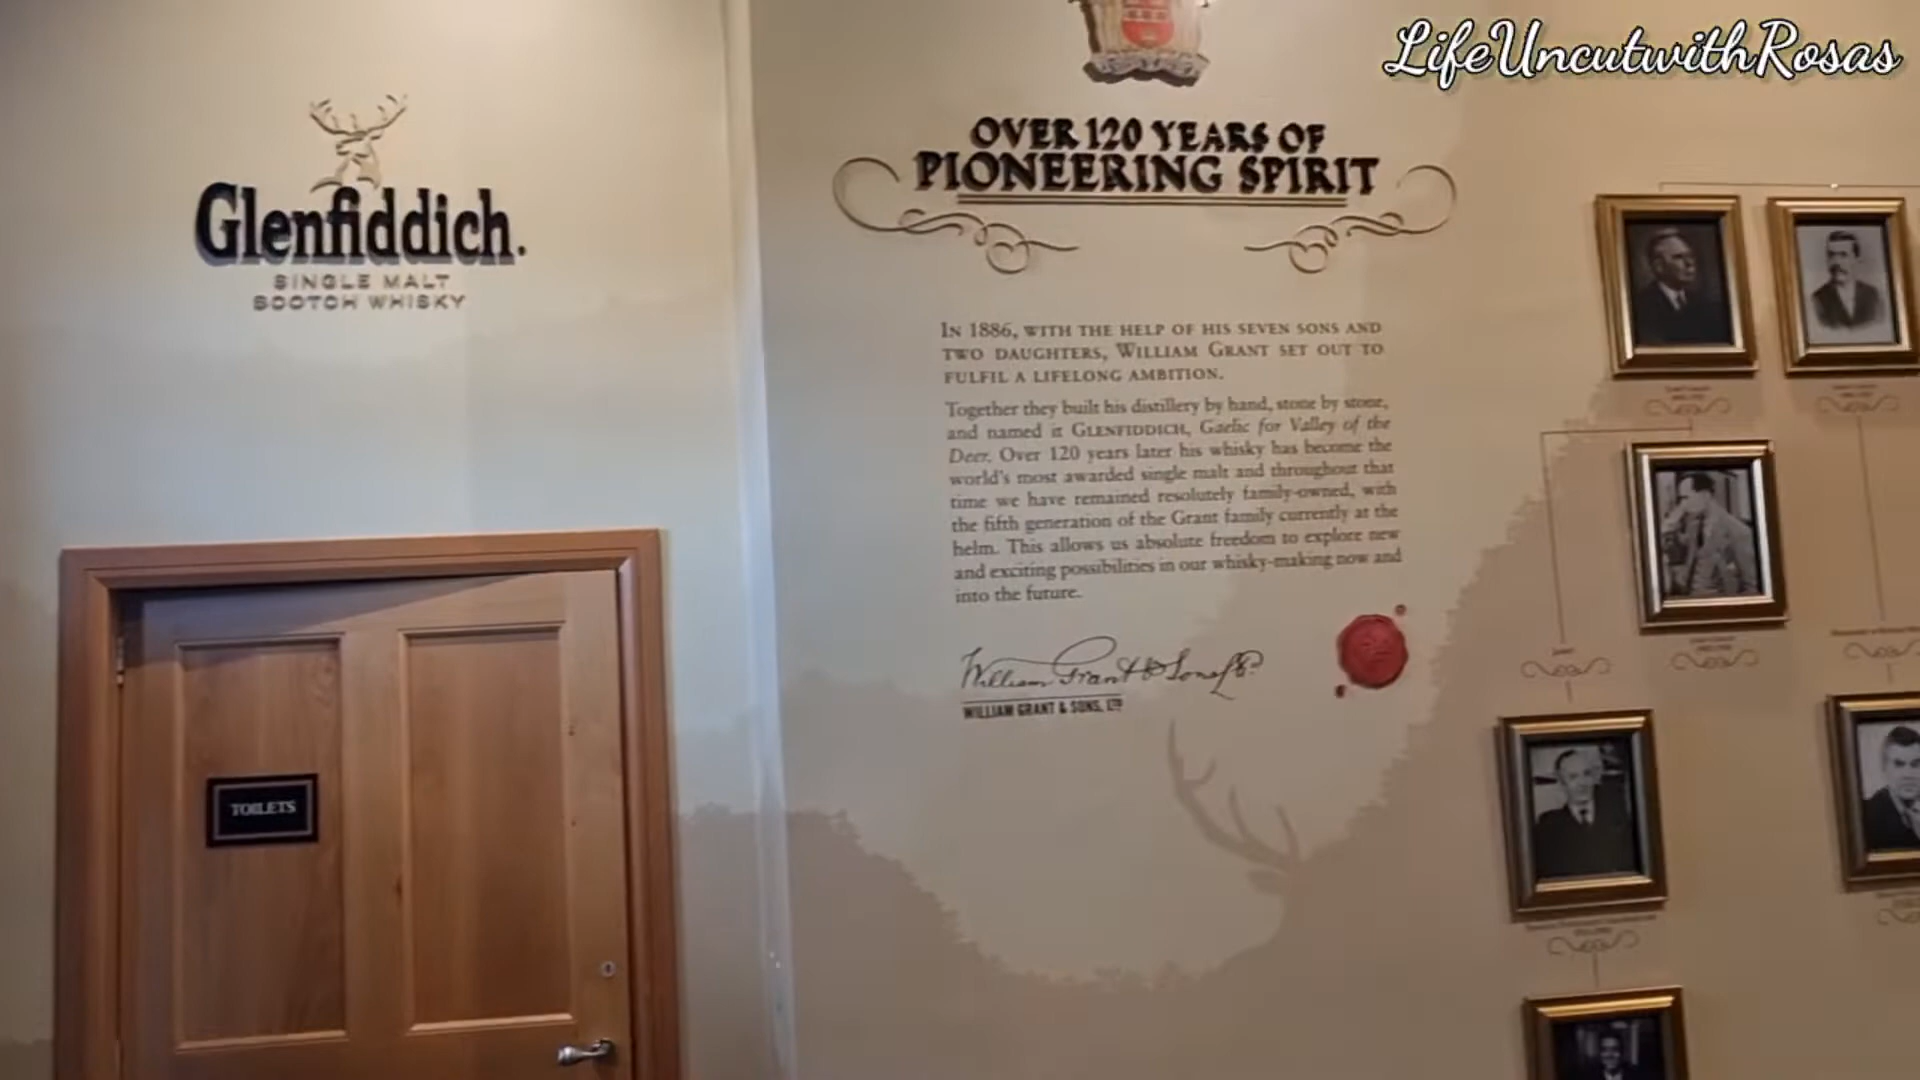 LifeUncutwithRosas
Glenfiddich.
SINGLE MALT
SCOTCH WHISKY
TOILETS
OVER 120 YEARS OF
PIONEERING SPIRIT
IN 1886, WITH THE HELP OF HIS SEVEN SONS AND
TWO DAUGHTERS, WILLIAM GRANT SET OUT TO
FULFIL A LIFELONG AMBITION.
Together they built his distillery by hand, stone by stone,
and named it GLENFIDDICH, Gaelic for Valley of the
Deer. Over 120 years later his whisky has become the
world's most awarded single malt and throughout that
time we have remained resolutely family-owned, with
the fifth generation of the Grant family currently at the
helm. This allows us absolute freedom to explore new
and exciting possibilities in our whisky-making now and
into the future.
William Grant & Sons Ltd
WILLIAM GRANT & SONS, LTD